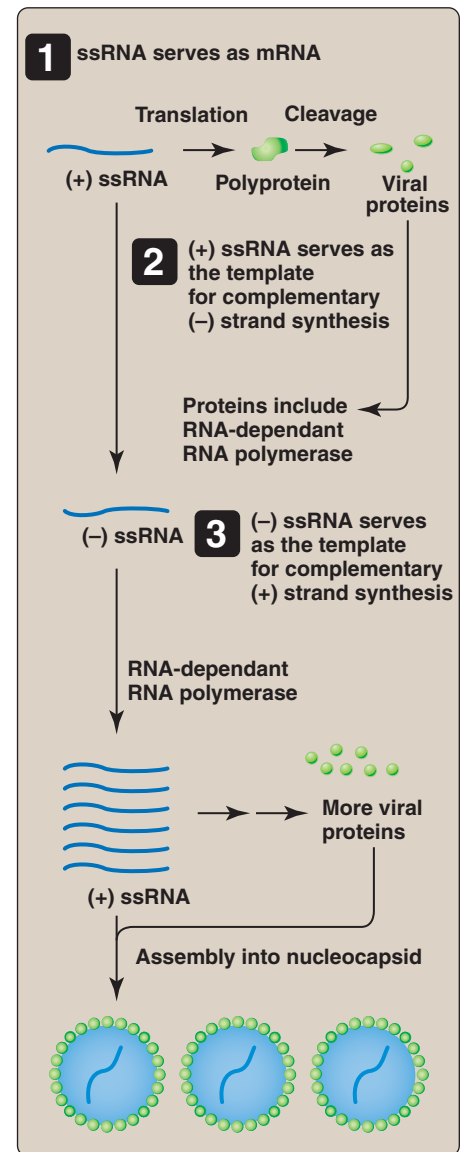 1 ssRNA serves as mRNA
Translation Cleavage
(+) ssRNA Polyprotein Viral
proteins
2 (+) ssRNA serves as
the template
for complementary
(–) strand synthesis
Proteins include
RNA-dependant
RNA polymerase
(–) ssRNA
3 (–) ssRNA serves
as the template
for complementary
(+) strand synthesis
RNA-dependant
RNA polymerase
More viral
proteins
(+) ssRNA
Assembly into nucleocapsid